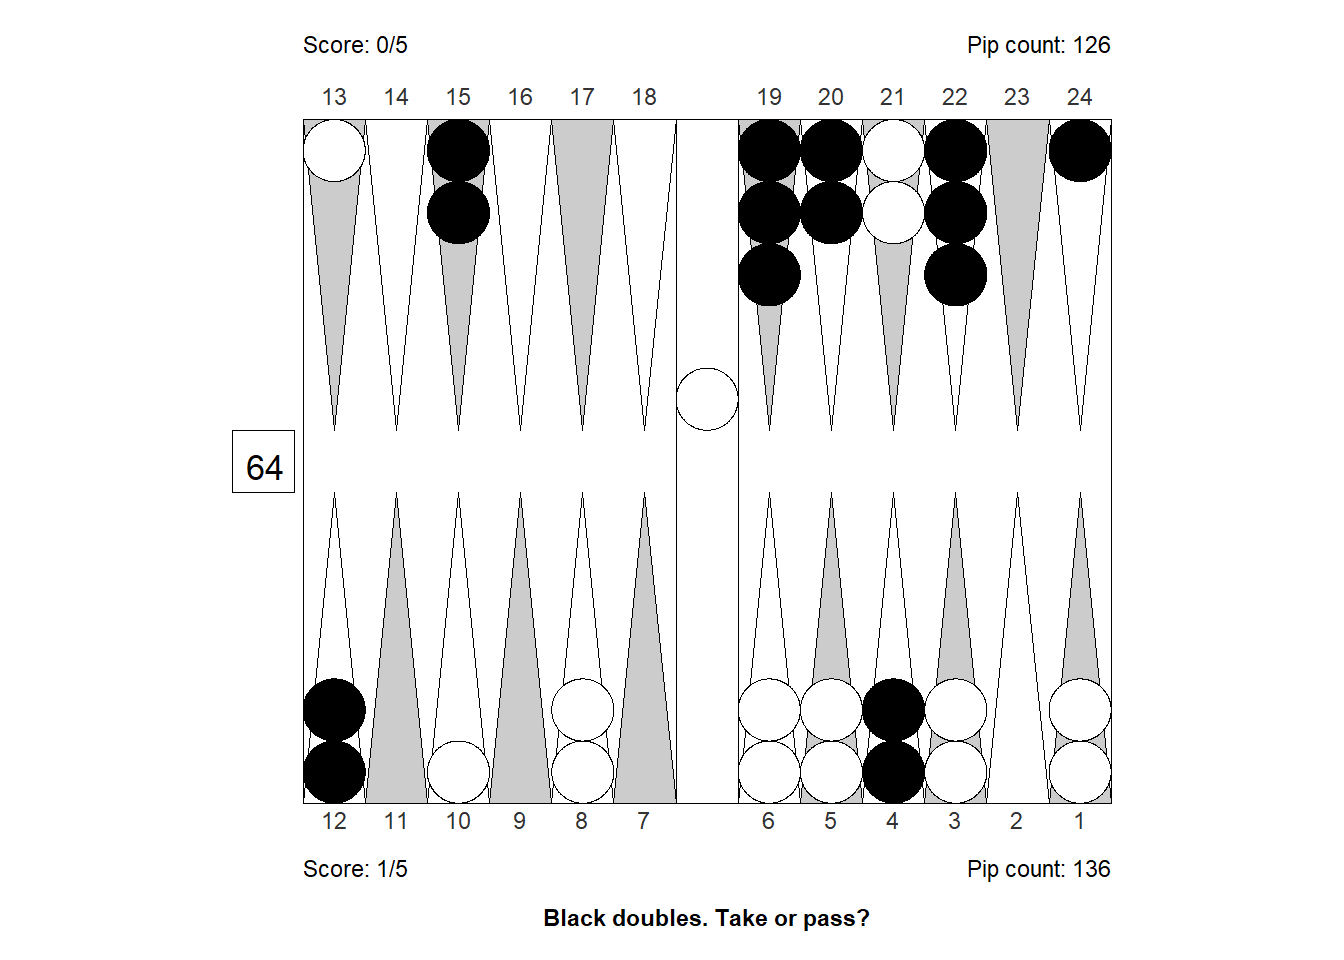 Score: 0/5 Pip count: 126
13 14 15 16 17 18 19 20 21 22 23 24
64
12 11 10 9 8 7 6 5 4 3 2 1
Score: 1/5 Pip count: 136
Black doubles. Take or pass?